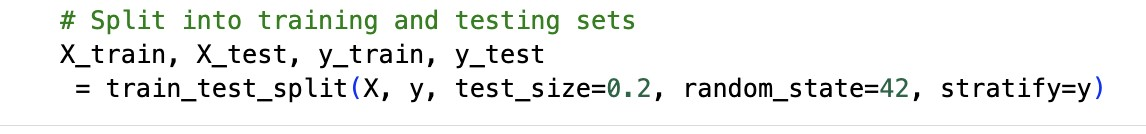 # Split into training and testing sets
X_train, X_test, y_train, y_test
= train_test_split(X, y, test_size=0.2, random_state=42, stratify=y)